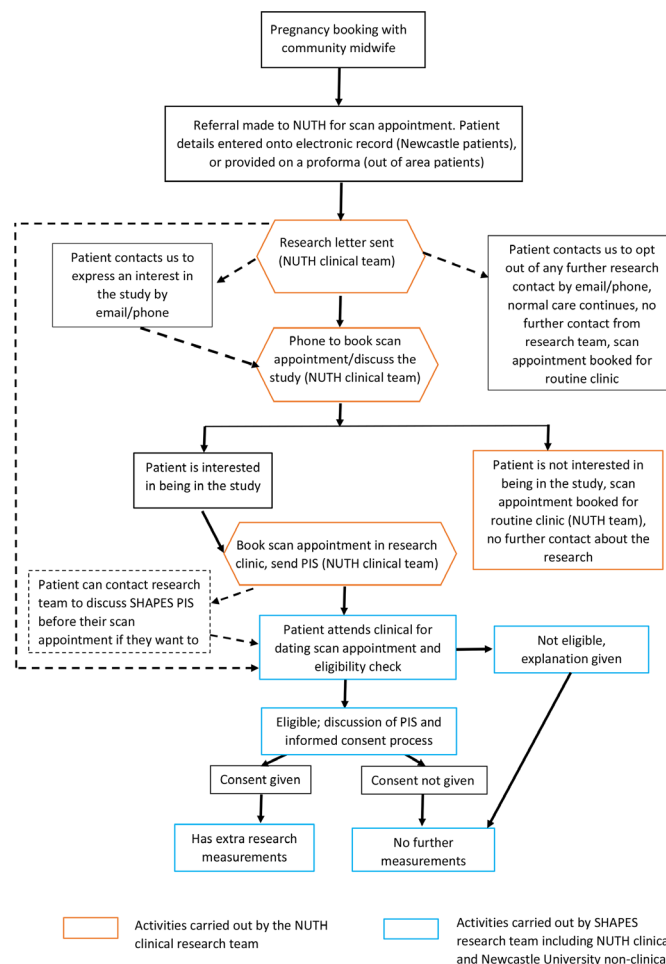 Pregnancy booking with
community midwife
Referral made to NUTH for scan appointment. Patient
details entered onto electronic record (Newcastle patients),
or provided on a proforma (out of area patients)
Research letter sent
(NUTH clinical team)
Patient contacts us to
express an interest in
the study by
email/phone
Patient contacts us to opt
out of any further research
contact by email/phone,
normal care continues, no
further contact from
research team, scan
appointment booked for
routine clinic
Phone to book scan
appointment/discuss the
study (NUTH clinical team)
Patient is interested
in being in the study
Patient is not interested in
being in the study, scan
appointment booked for
routine clinic (NUTH team),
no further contact about the
research
Book scan appointment in research
clinic, send PIS (NUTH clinical team)
Patient can contact research
team to discuss SHAPES PIS
before their scan
appointment if they want to
Patient attends clinical for
dating scan appointment and
eligibility check
Not eligible,
explanation given
Eligible; discussion of PIS and
informed consent process
Consent given
Consent not given
Has extra research
measurements
No further
measurements
Activities carried out by the NUTH
clinical research team
Activities carried out by SHAPES
research team including NUTH clinical
and Newcastle University non-clinical